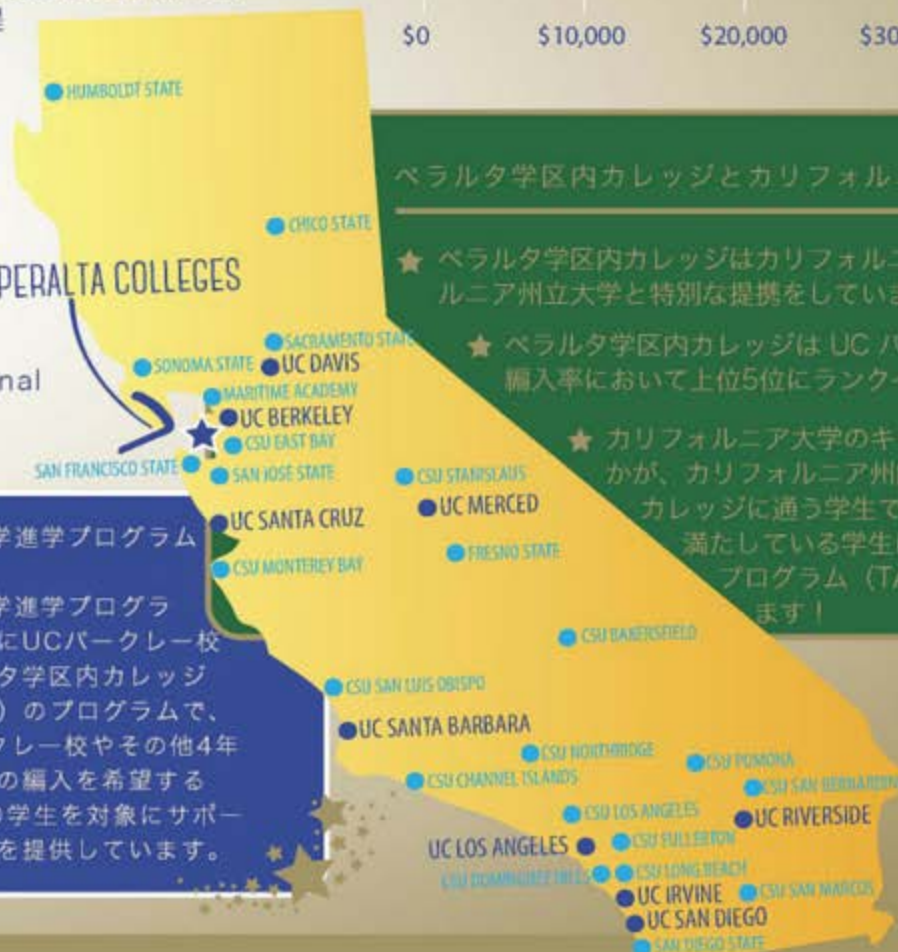 $0 $10,000 $20,000 $30
HUMBOLDT STATE
CHICO STATE
PERALTA COLLEGES
SACRAMENTO STATE
SONOMA STATE
UC DAVIS
nal
MARITIME ACADEMY
UC BERKELEY
CSU EAST BAY
SAN FRANCISCO STATE
SAN JOSE STATE
CSU STANISLAUS
UC MERCED
UC SANTA CRUZ
FRESNO STATE
CSU MONTEREY BAY
CSU BAKERSFIELD
CSU SAN LUIS OBISPO
UC SANTA BARBARA
CSU NORTHRIDGE
CSU POMONA
CSU CHANNEL ISLANDS
CSU SAN BERNARDIN
CSU LOS ANGELES
UC RIVERSIDE
CSU FULLERTON
UC LOS ANGELES
CSU LONG BEACH
CSU DOMINGUEZ HILLS
UC IRVINE
CSU SAN MARCOS
UC SAN DIEGO
SAN DIEGO STATE
ペラルタ学区内カレッジとカリフォル
ペラルタ学区内カレッジはカリフォルニ
ルニア州立大学と特別な提携をしていま
ペラルタ学区内カレッジは UC バ
編入率において上位5位にランク
カリフォルニア大学のキ
かが、カリフォルニア州
カレッジに通う学生で
満たしている学生
プログラム（TA
ます！
学進学プログラム
学進学プログラ
にUCバークレー校
タ学区内カレッジ
）のプログラムで、
クレー校やその他4年
の編入を希望する
学生を対象にサポー
を提供しています。